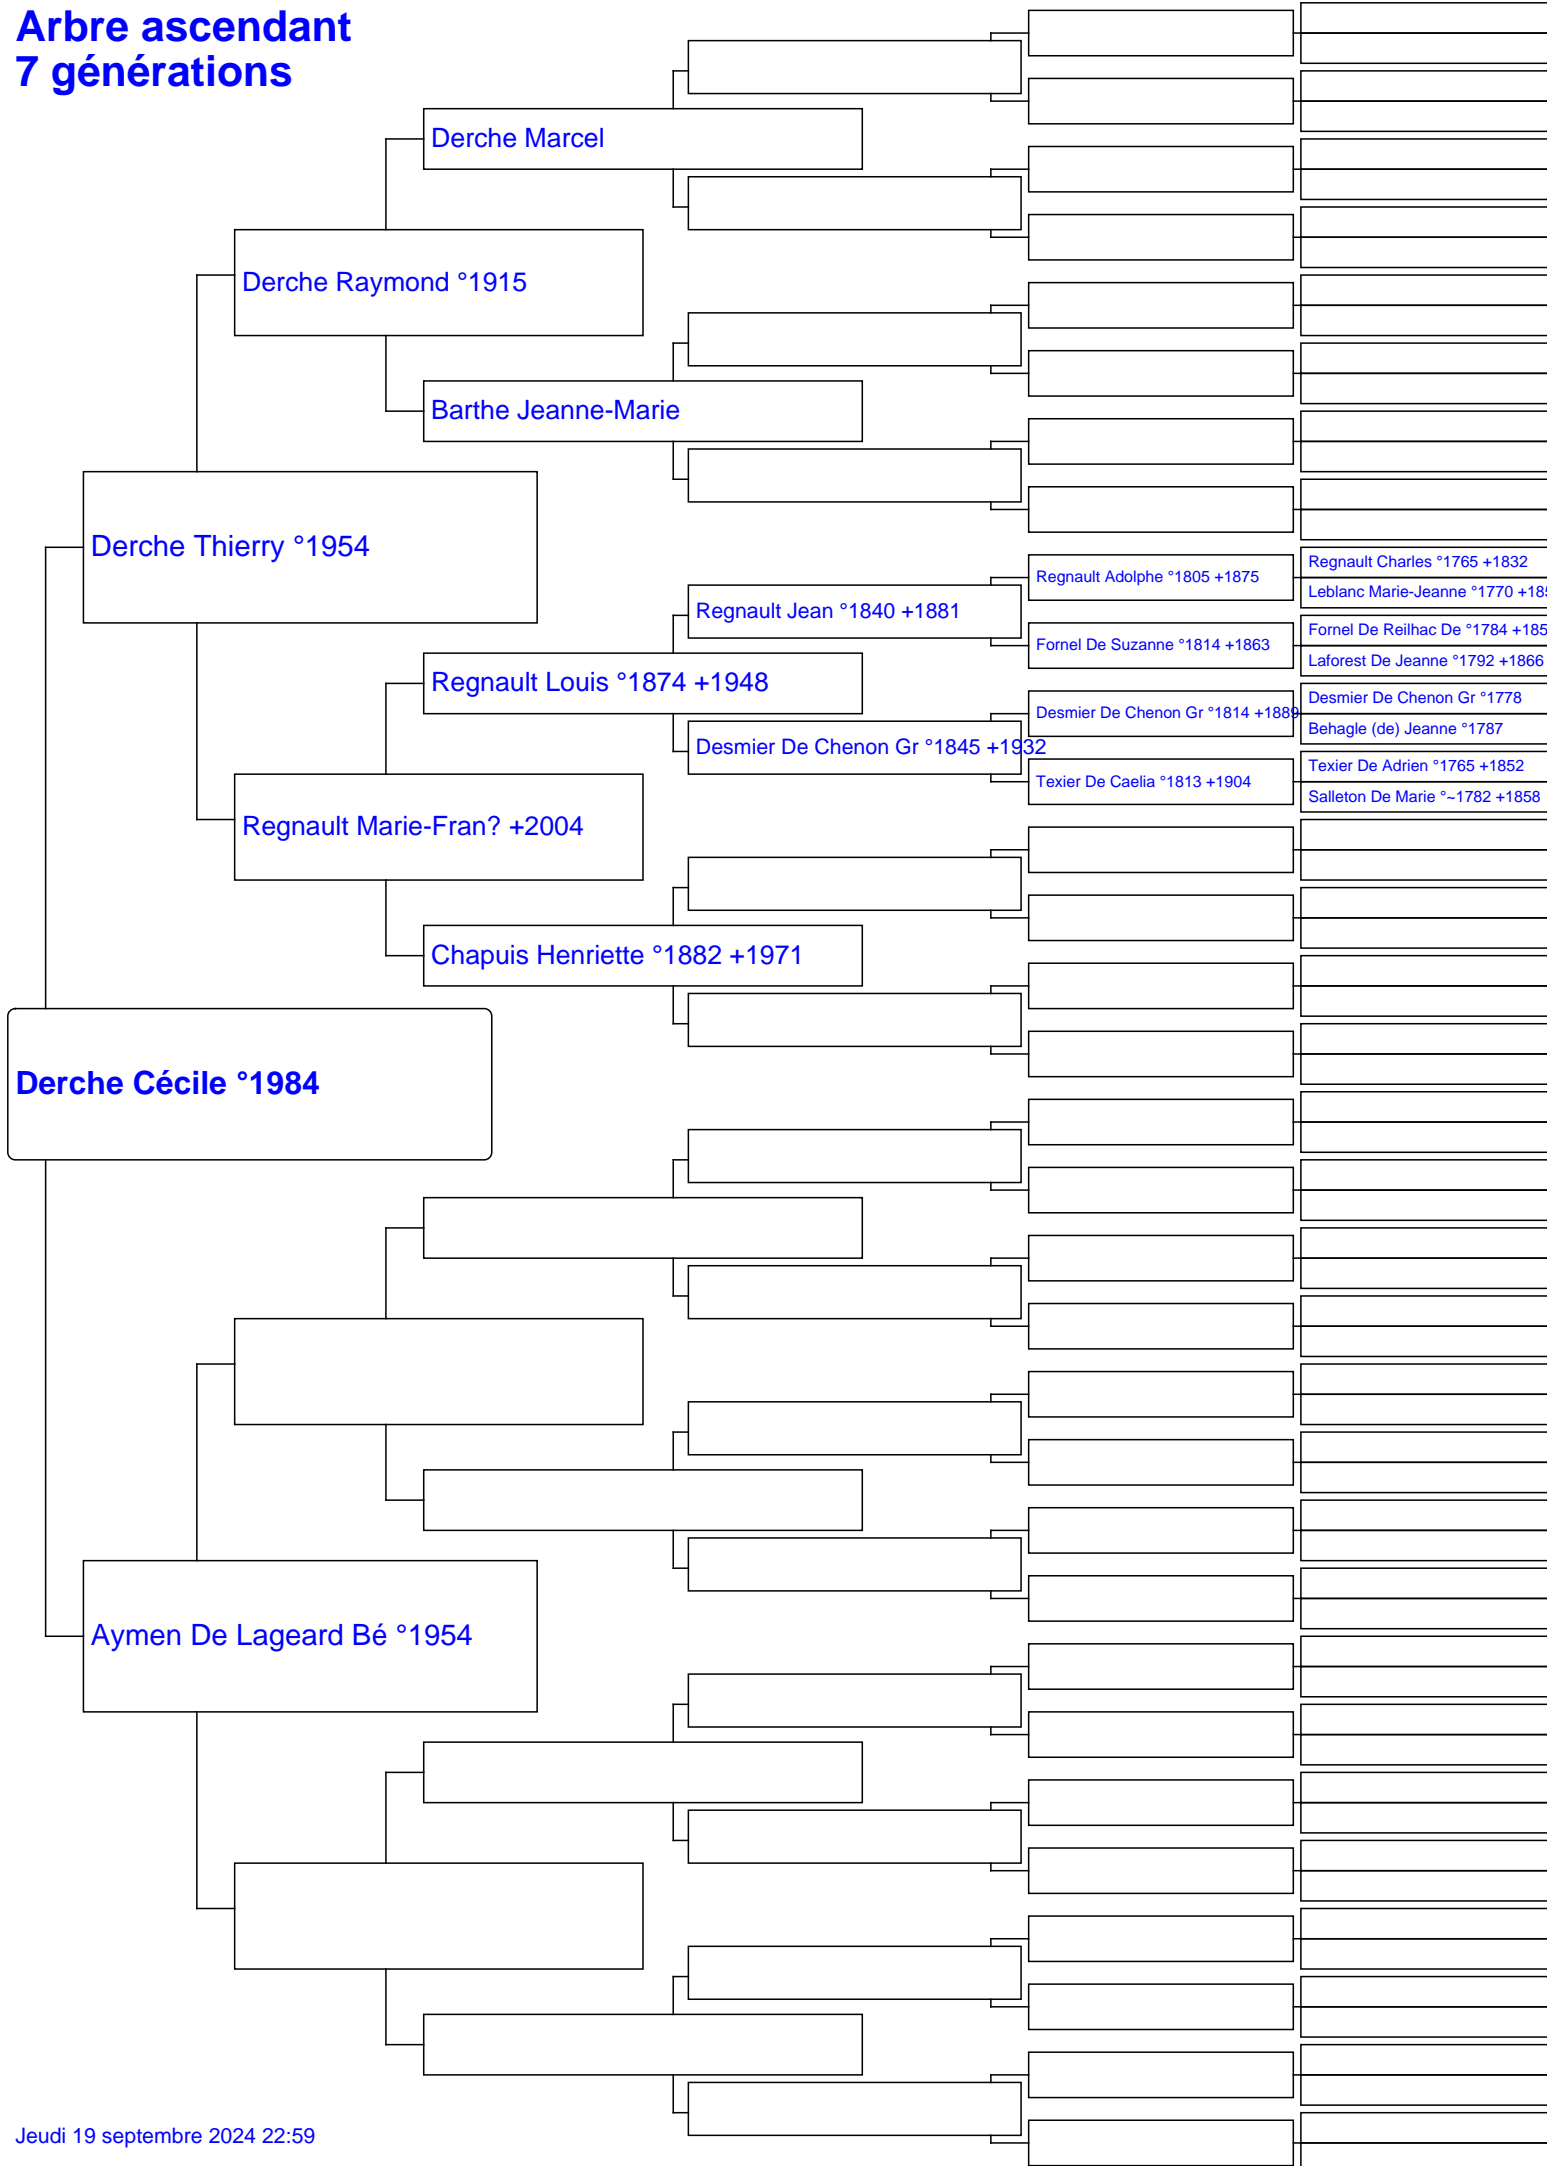 Arbre ascendant
7 générations
Derche Marcel
Derche Raymond °1915
Barthe Jeanne-Marie
Derche Thierry °1954
Regnault Charles °1765 +1832
Regnault Adolphe °1805 +1875
Leblanc Marie-Jeanne °1770 +185
Regnault Jean °1840 +1881
Fornel De Reilhac De °1784 +185
Fornel De Suzanne °1814 +1863
Laforest De Jeanne °1792 +1866
Regnault Louis °1874 +1948
Desmier De Chenon Gr °1778
Desmier De Chenon Gr °1814 +1889
Behagle (de) Jeanne °1787
Desmier De Chenon Gr °1845 +1932
Texier De Adrien °1765 +1852
Texier De Caelia °1813 +1904
Salleton De Marie °~1782 +1858
Regnault Marie-Fran? +2004
Chapuis Henriette °1882 +1971
Derche Cécile °1984
Aymen De Lageard Bé °1954
Jeudi 19 septembre 2024 22:59